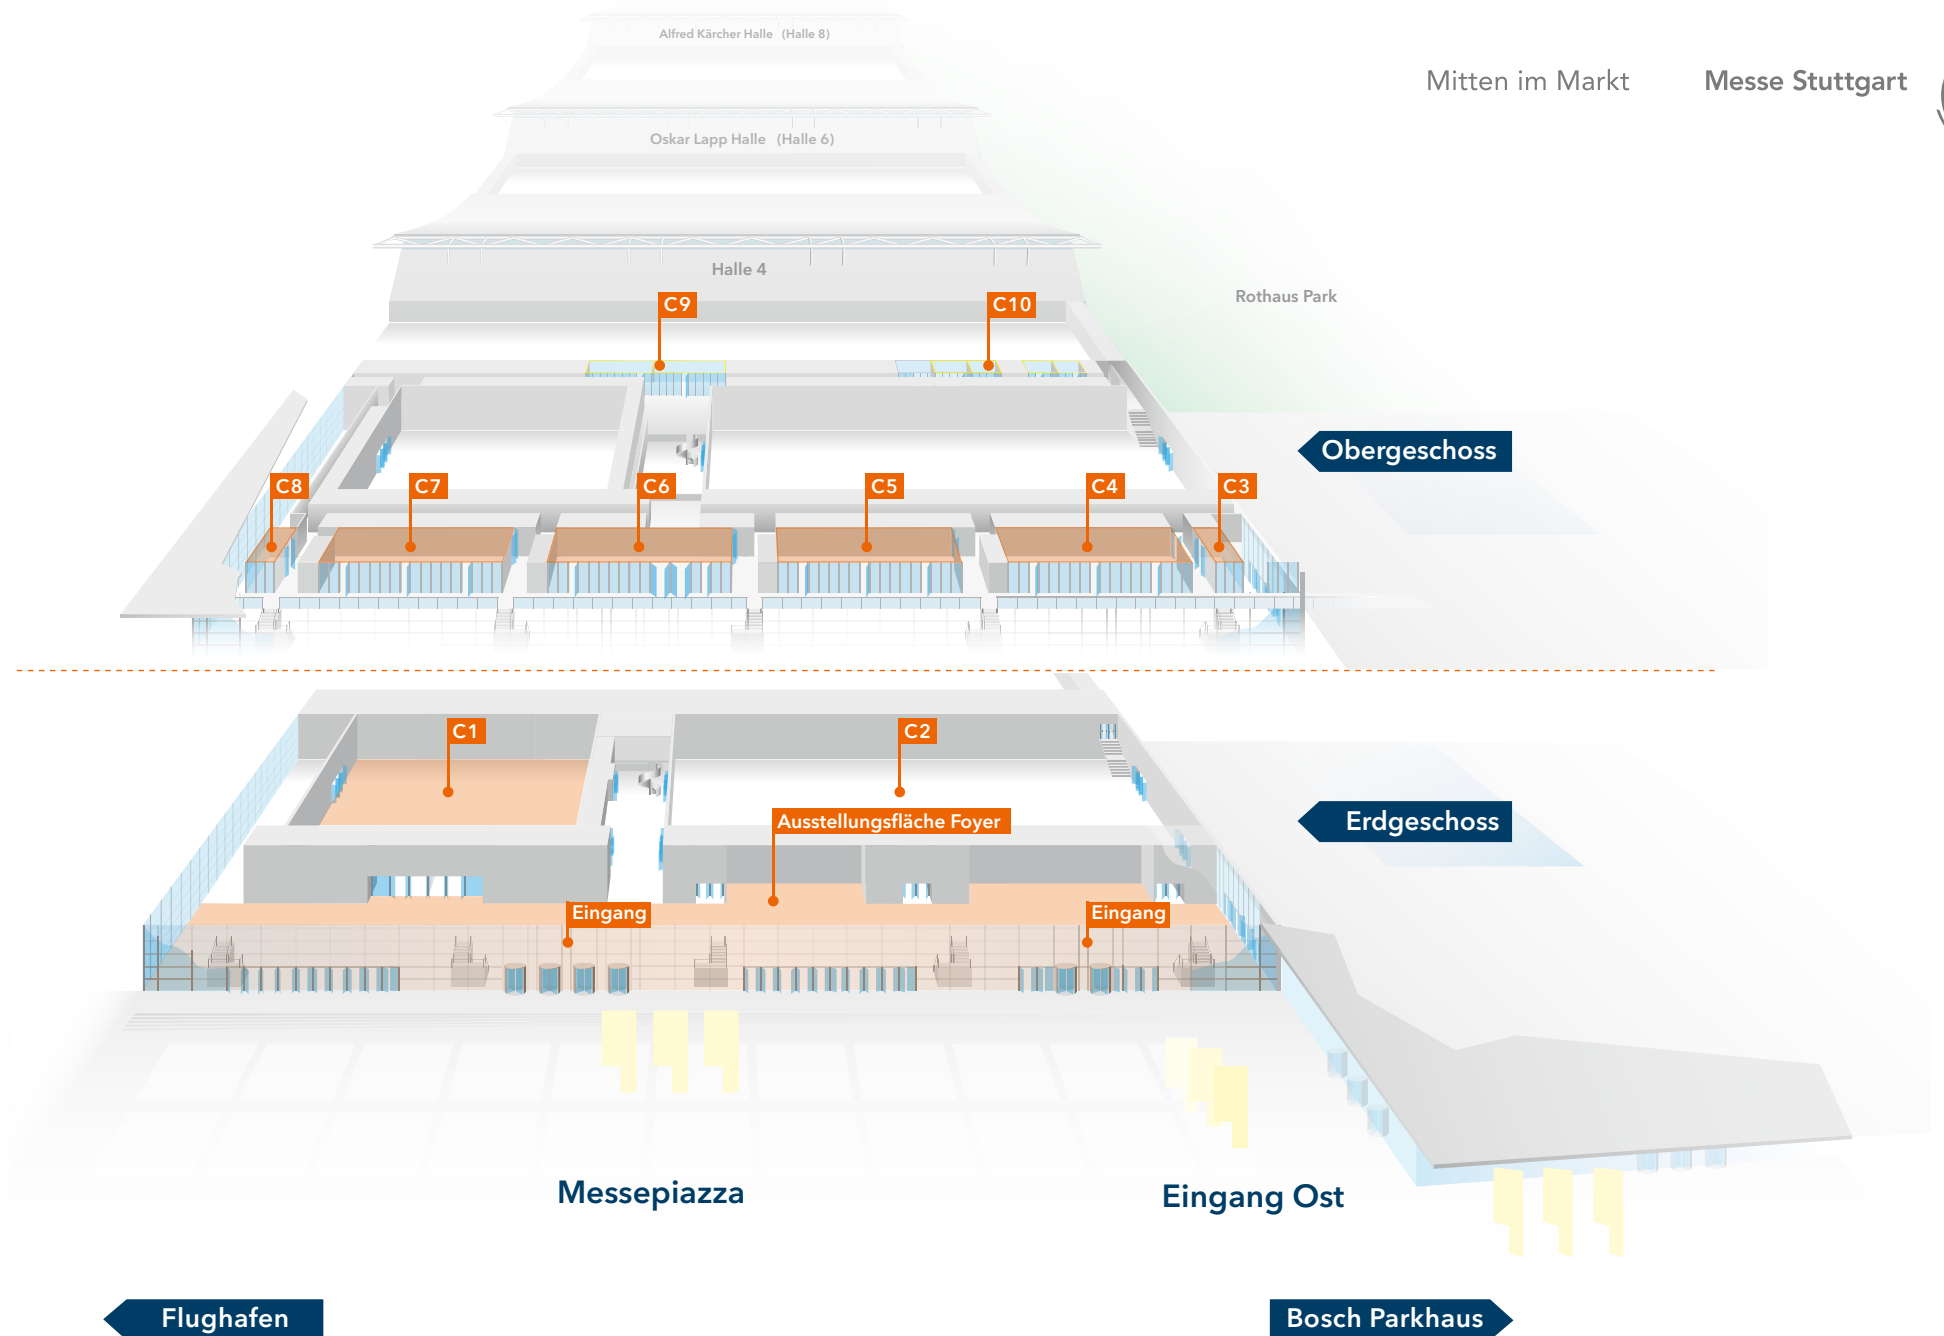 Alfred Kärcher Halle (Halle 8)
Mitten im Markt Messe Stuttgart
Oskar Lapp Halle (Halle 6)
Halle 4
Rothaus Park
C9
C10
Obergeschoss
C8
C7
C6
C5
C4
C3
C1
C2
Ausstellungsfläche Foyer
Erdgeschoss
Eingang
Eingang
Messepiazza
Eingang Ost
Flughafen
Bosch Parkhaus